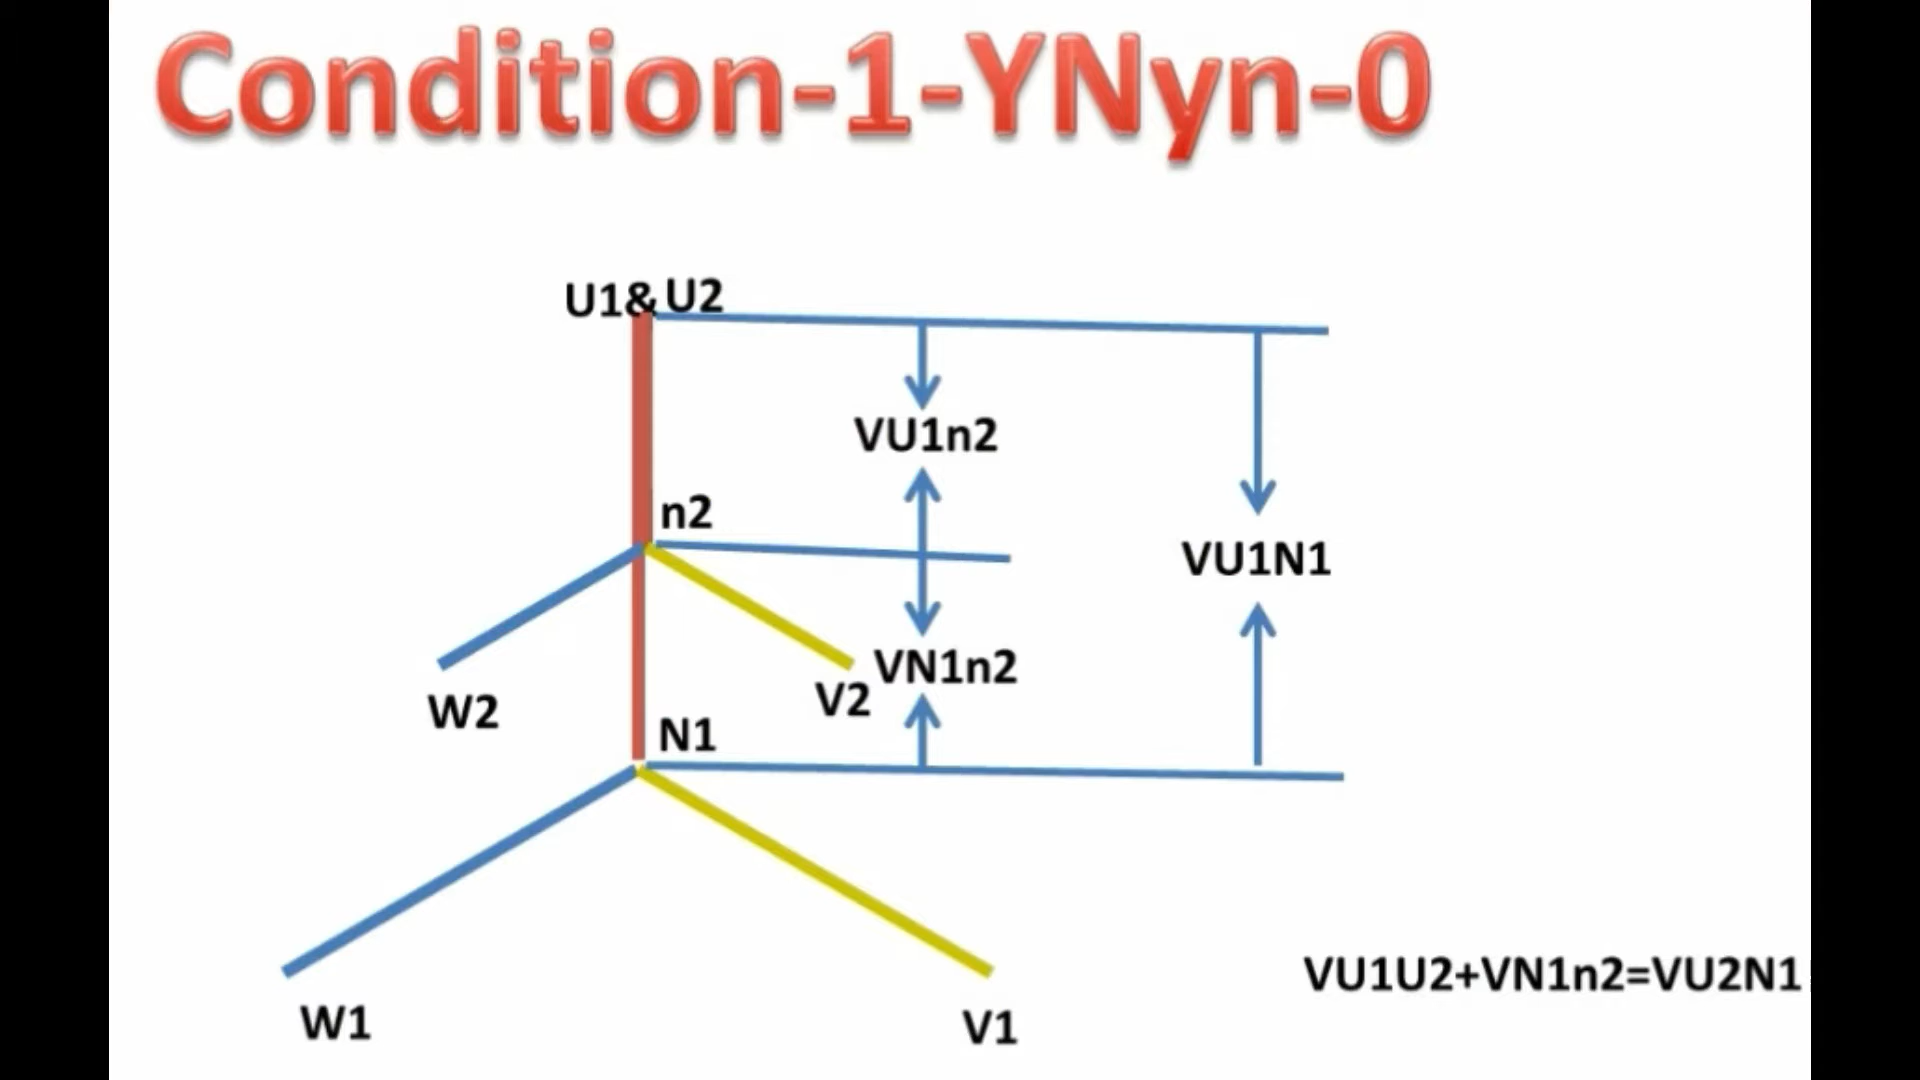 Condition-1-YNyn-0
U1& U2
VU1n2
n2
VU1N1
VN1n2
V2
W2
N1
VU1U2+VN1n2=VU2N1
W1
V1